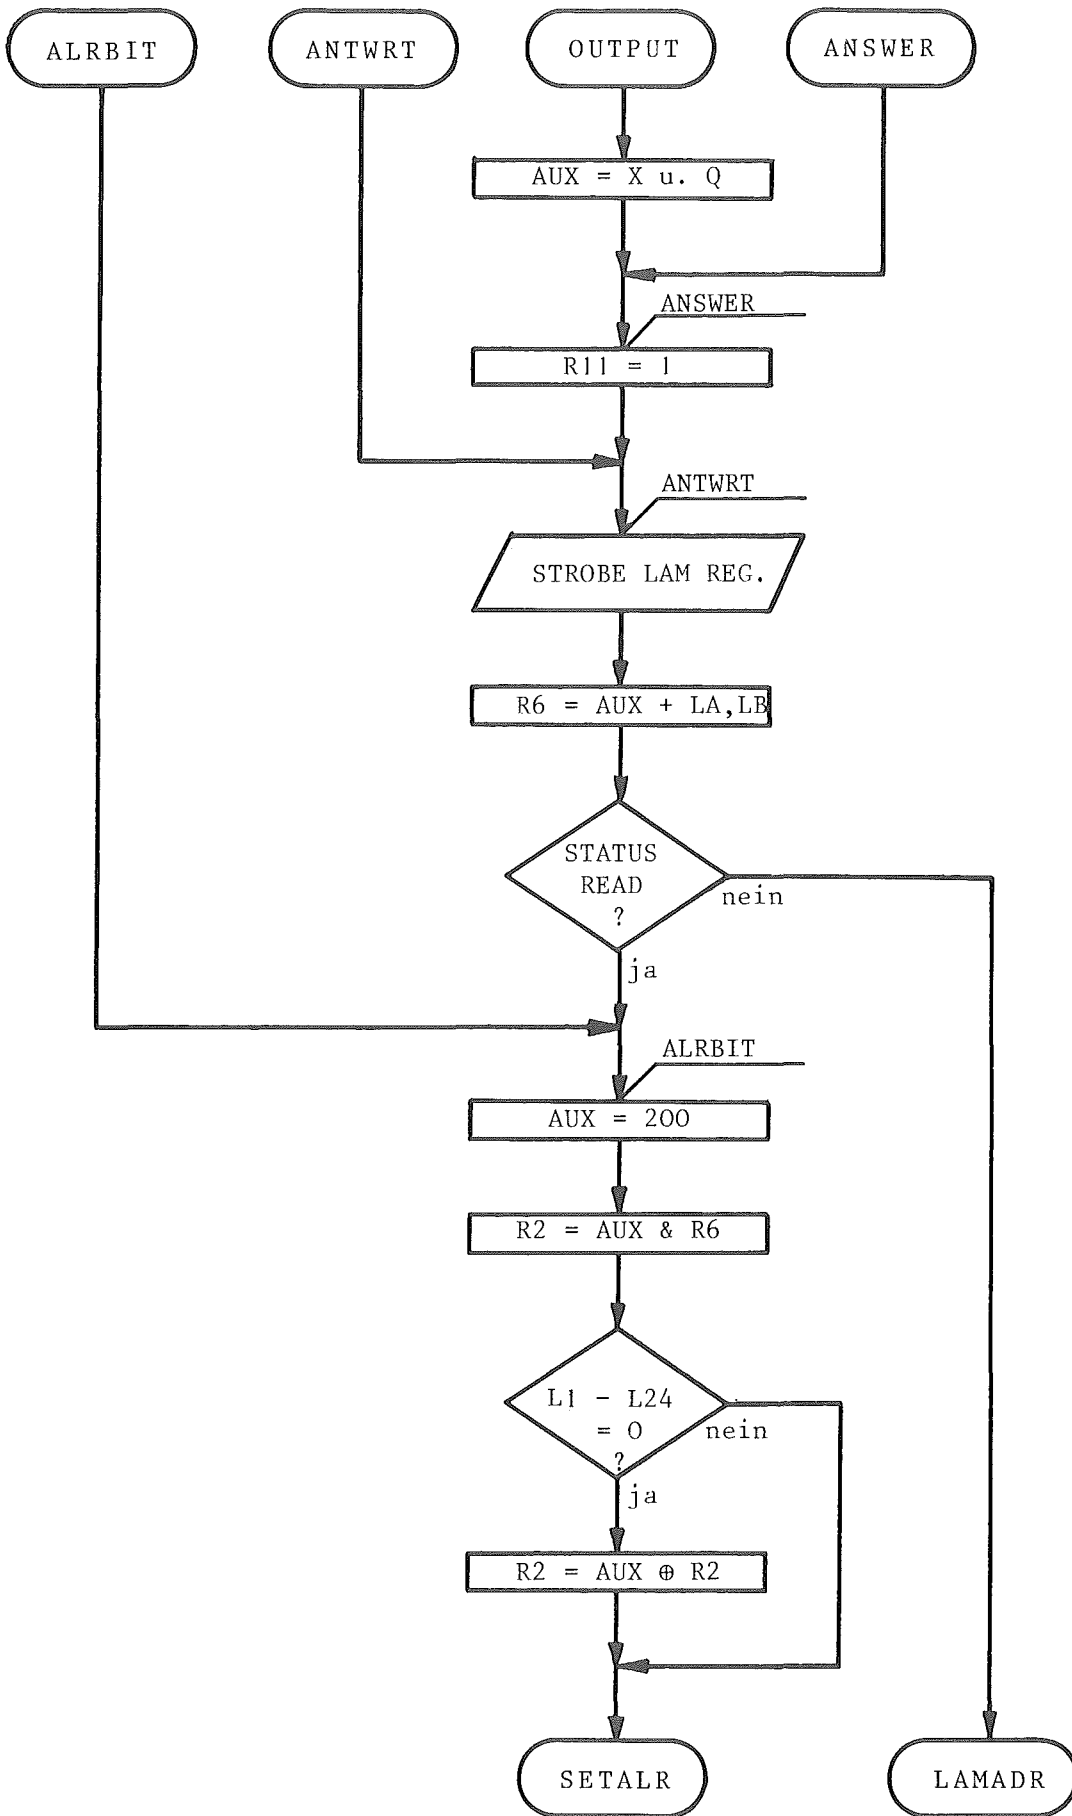 ALRBIT
ANTWRT
OUTPUT
ANSWER
AUX = X u. Q
ANSWER
R11 = 1
ANTWRT
STROBE LAM REG.
R6 = AUX + LA,LB
STATUS
READ
?
nein
ja
ALRBIT
AUX = 200
R2 = AUX & R6
L1 - L24
= 0
?
nein
ja
R2 = AUX ⊕ R2
SETALR
LAMADR